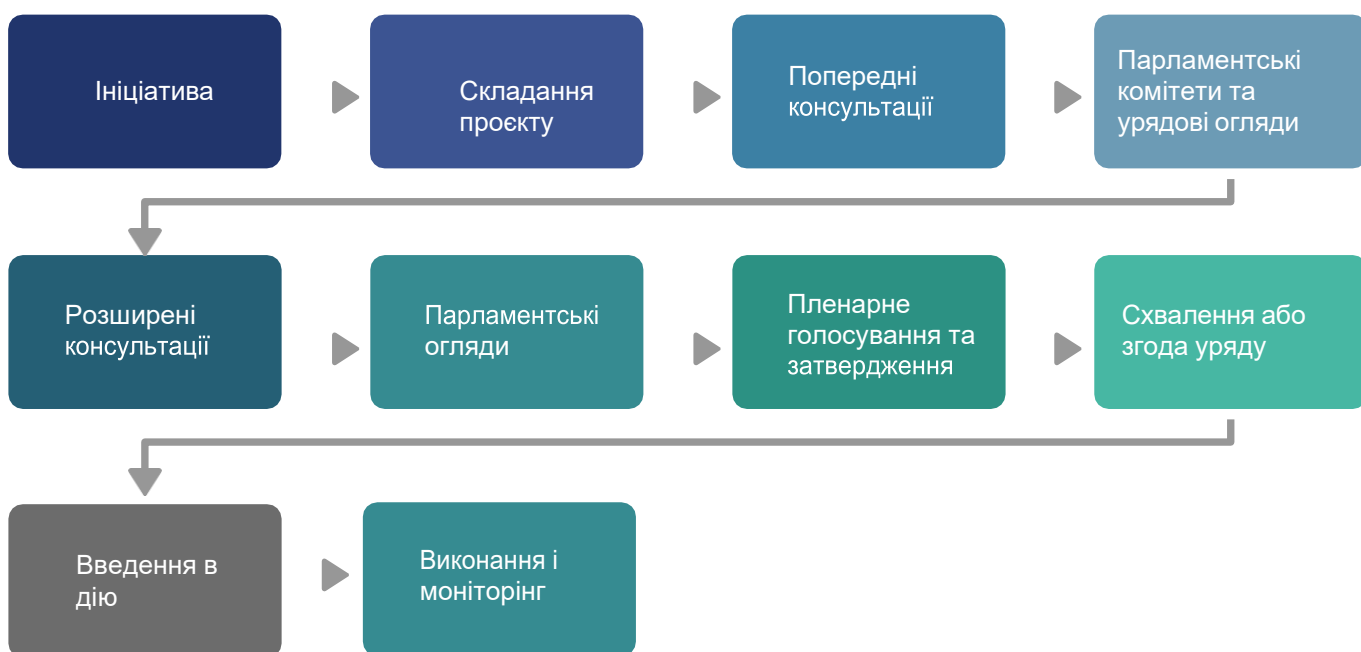 Ініціатива
Складання
проєкту
Попередні
консультації
Парламентські
комітети та
урядові огляди
Розширені
консультації
Парламентські
огляди
Пленарне
голосування та
затвердження
Схвалення або
згода уряду
Введення в
дію
Виконання і
моніторінг